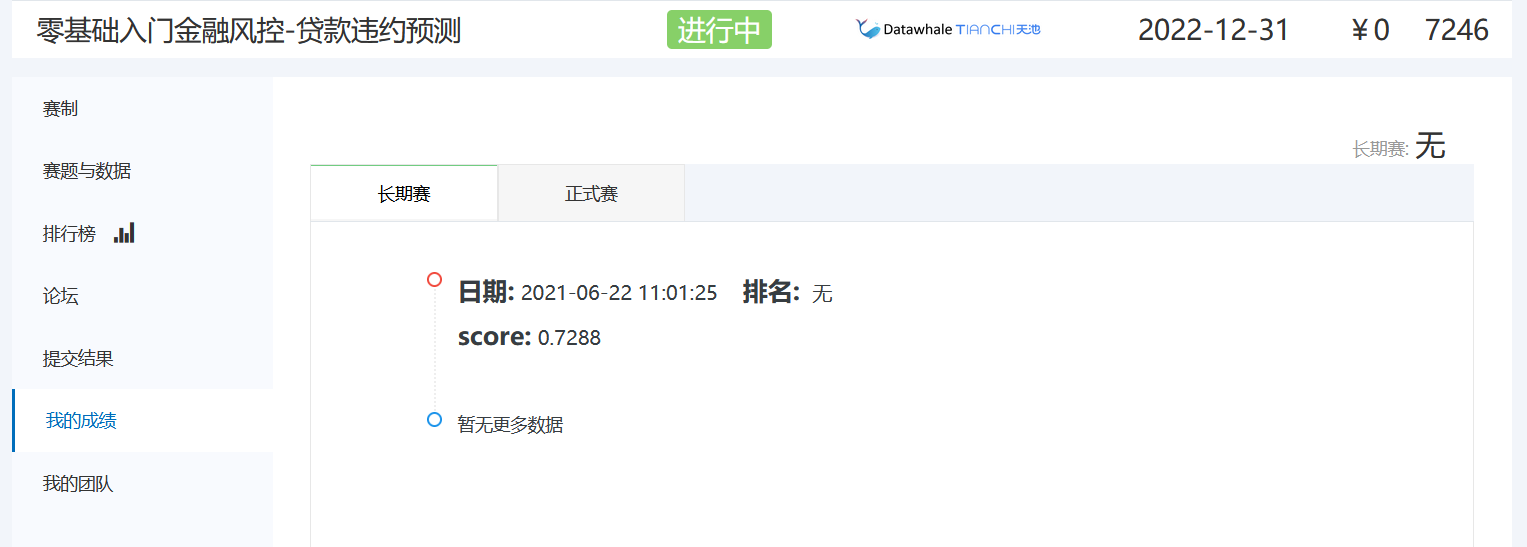 零基础入门金融风控-贷款违约预测 进行中 Datawhale TIANCHI天池 2022-12-31 ￥0 7246
赛制
赛题与数据
排行榜
论坛
提交结果
我的成绩
我的团队
长期赛: 无
长期赛 正式赛
日期: 2021-06-22 11:01:25 排名: 无
score: 0.7288
暂无更多数据